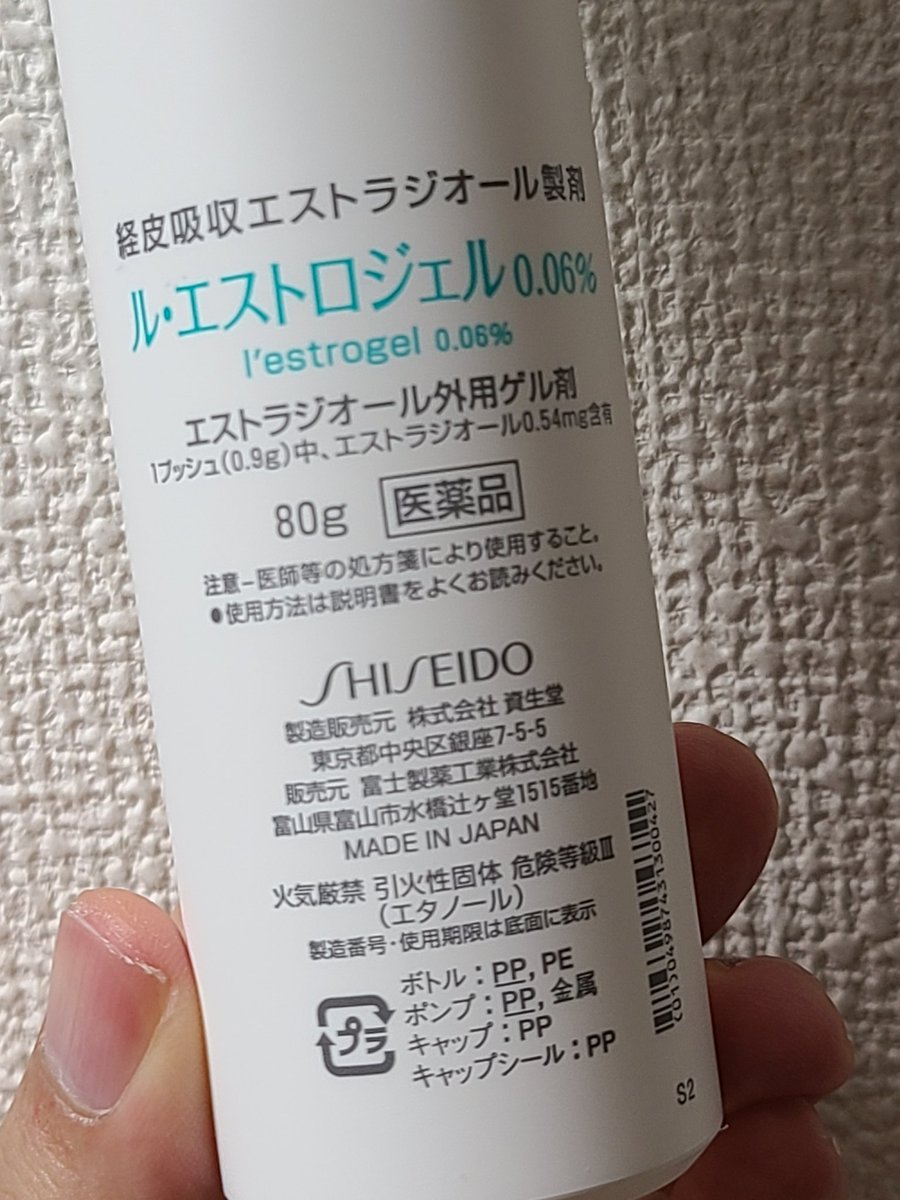 経皮吸収エストラジオール製剤
ル・エストロジェル0.06%
l'estrogel 0.06%
エストラジオール外用ゲル剤
1プッシュ(0.9g)中、エストラジオール0.54mg含有
80g 医薬品
注意-医師等の処方箋により使用すること。
●使用方法は説明書をよくお読みください。
SHISEIDO
製造販売元 株式会社 資生堂
東京都中央区銀座7-5-5
販売元 富士製薬工業株式会社
富山県富山市水橋辻ヶ堂1515番地
MADE IN JAPAN
火気厳禁 引火性固体 危険等級Ⅲ
(エタノール)
製造番号・使用期限は底面に表示
プラ
ボトル:PP, PE
ポンプ:PP, 金属
キャップ:PP
キャップシール:PP
(01)04987431300427
S2